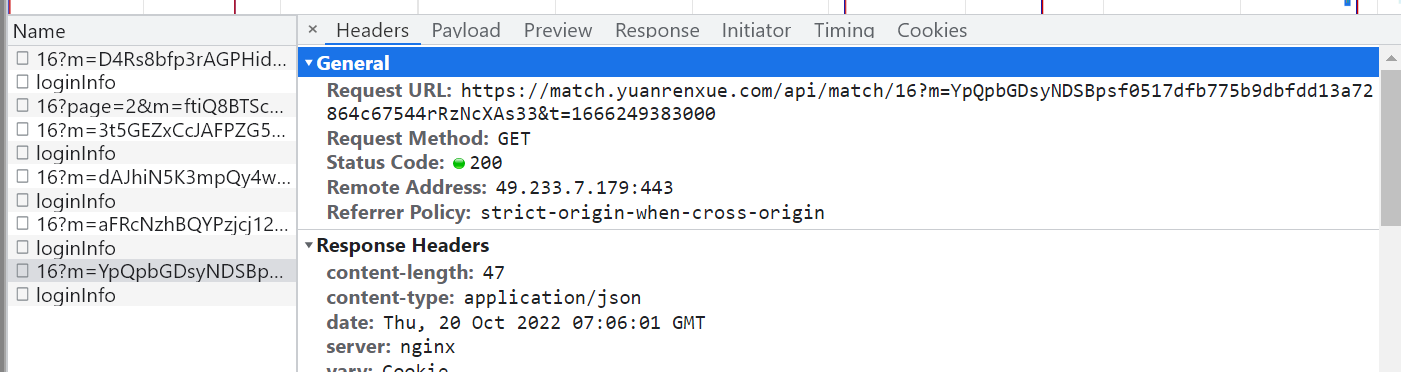 Name
16?m=D4Rs8bfp3rAGPHid...
loginInfo
16?page=2&m=ftiQ8BTSc...
16?m=3t5GEZxCcJAFPZG5...
loginInfo
16?m=dAJhiN5K3mpQy4w...
loginInfo
16?m=aFRcNzhBQYPzjcj12...
loginInfo
16?m=YpQpbGDsyNDSBp...
loginInfo
× Headers Payload Preview Response Initiator Timing Cookies
General
Request URL: https://match.yuanrenxue.com/api/match/16?m=YpQpbGDsyNDSBpsf0517dfb775b9dbfdd13a72
864c67544rRzNcXAs33&t=1666249383000
Request Method: GET
Status Code: 200
Remote Address: 49.233.7.179:443
Referrer Policy: strict-origin-when-cross-origin
Response Headers
content-length: 47
content-type: application/json
date: Thu, 20 Oct 2022 07:06:01 GMT
server: nginx
vary: Cookie